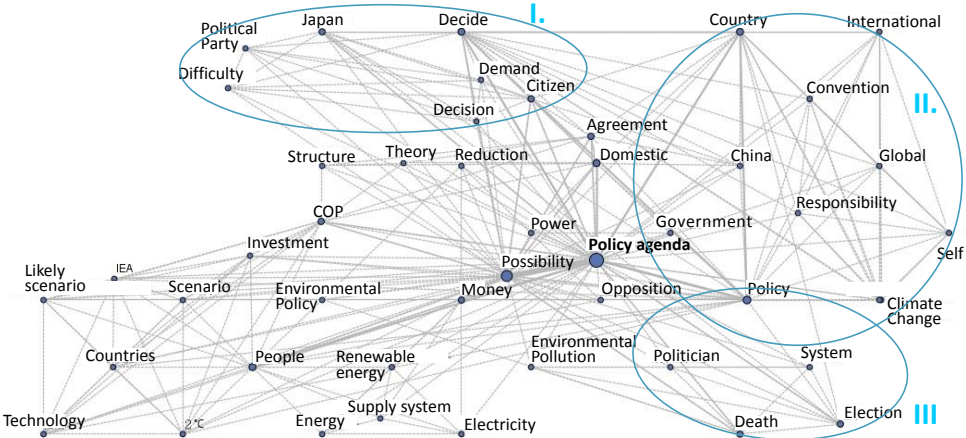 I.
Japan
Decide
Country
International
Political
Party
Difficulty
Demand
Citizen
Convention
II.
Decision
Agreement
Structure
Theory
Reduction
Domestic
China
Global
COP
Responsibility
Power
Government
Investment
Policy agenda
Self
Likely
scenario
IEA
Possibility
Scenario
Environmental
Policy
Money
Opposition
Policy
Climate
Change
Countries
People
Renewable
energy
Environmental
Pollution
Politician
System
Technology
2℃
Energy
Supply system
Electricity
Death
Election
III